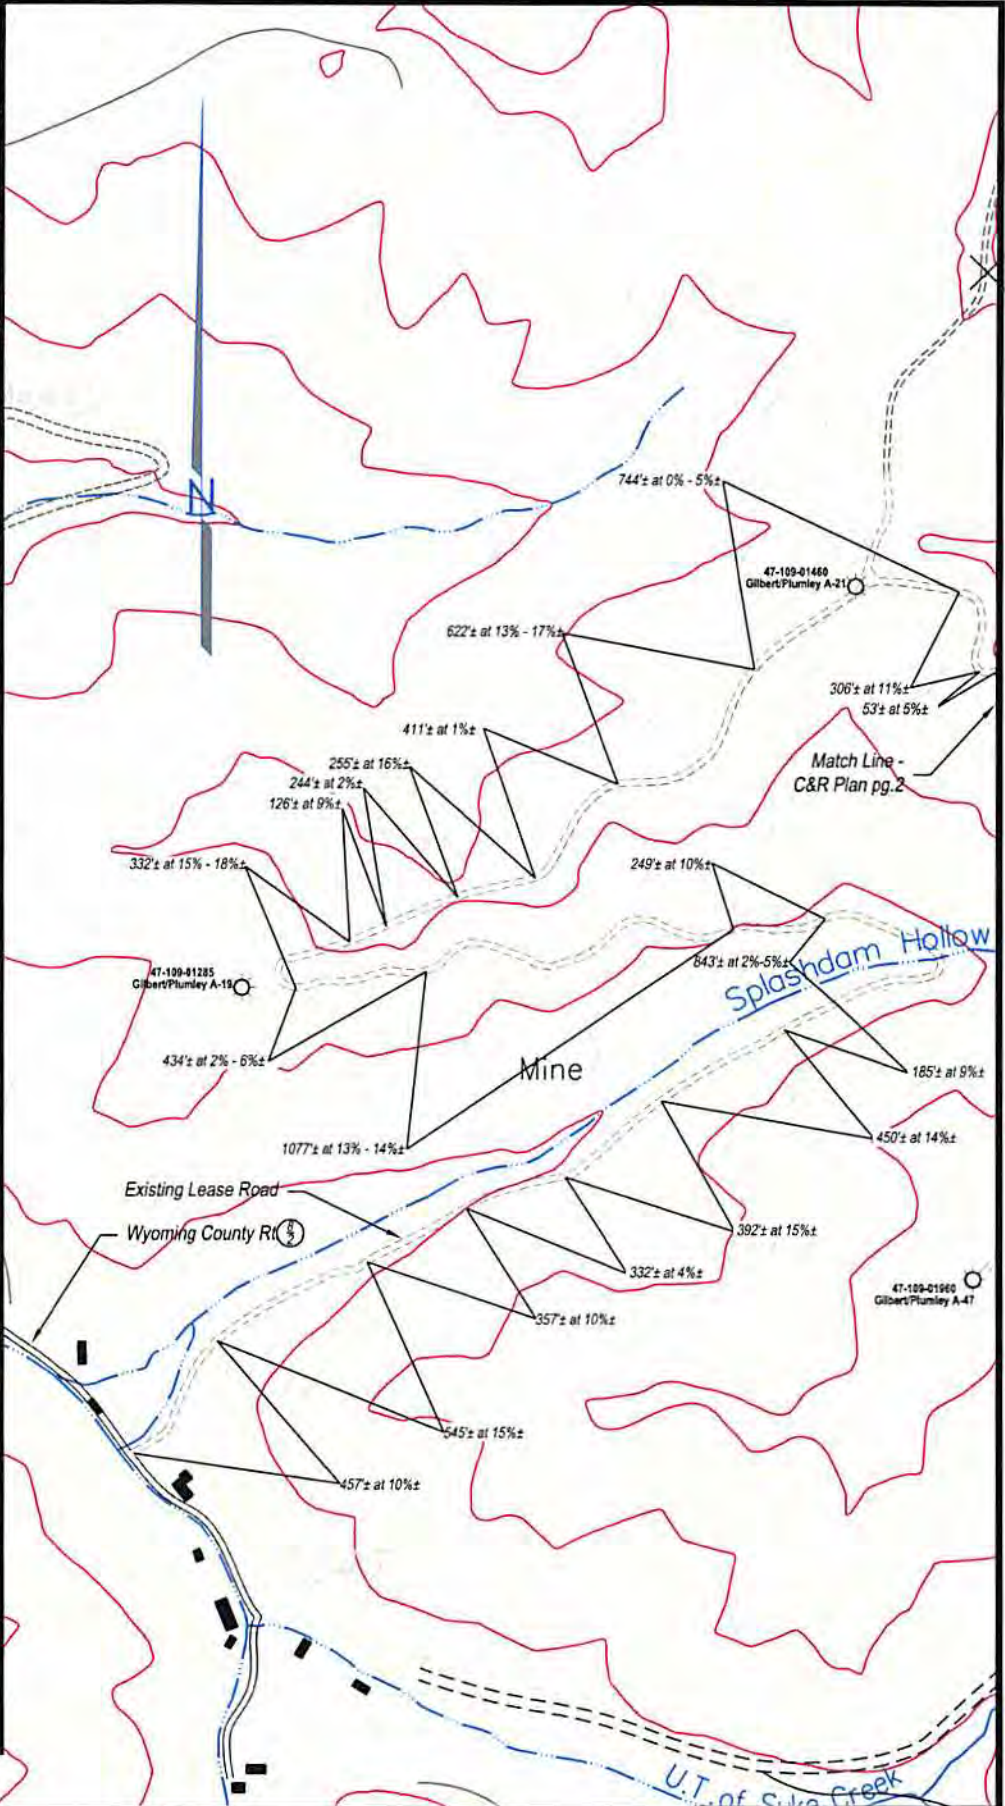 N
744'± at 0% - 5%±
47-109-01460
Gilbert/Plumley A-21
622'± at 13% - 17%±
306'± at 11%±
53'± at 5%±
411'± at 1%±
Match Line -
C&R Plan pg.2
255'± at 16%±
244'± at 2%±
126'± at 9%±
332'± at 15% - 18%±
249'± at 10%±
Splashdam Hollow
843'± at 2%-5%±
47-109-01285
Gilbert/Plumley A-19
434'± at 2% - 6%±
Mine
185'± at 9%±
450'± at 14%±
1077'± at 13% - 14%±
Existing Lease Road
Wyoming County Rt 8/2
392'± at 15%±
332'± at 4%±
47-109-01960
Gilbert/Plumley A-47
357'± at 10%±
545'± at 15%±
457'± at 10%±
U.T. of Suke Creek